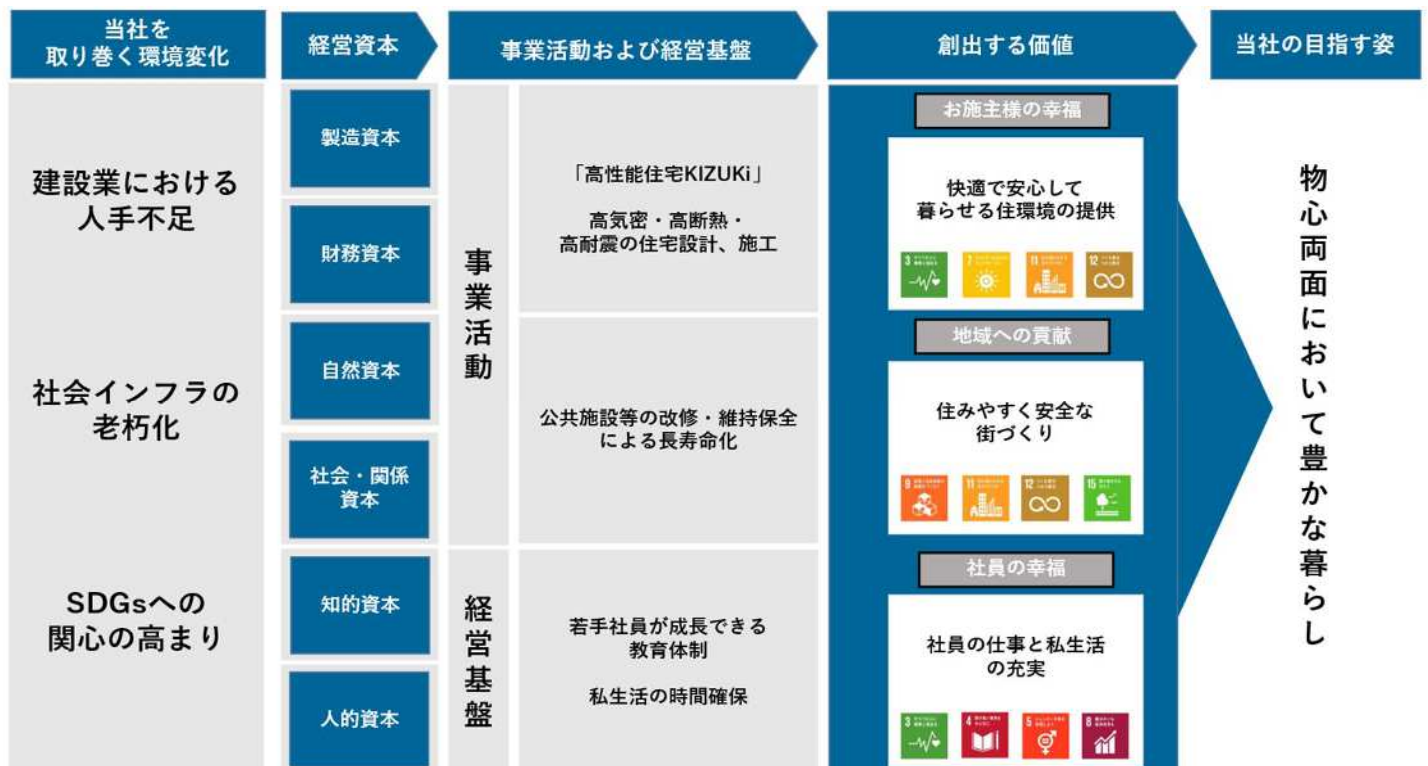 当社を
取り巻く環境変化
経営資本
事業活動および経営基盤
創出する価値
当社の目指す姿
建設業における
人手不足
社会インフラの
老朽化
SDGsへの
関心の高まり
製造資本
財務資本
自然資本
社会・関係
資本
知的資本
人的資本
事業活動
「高性能住宅KIZUKi」
高気密・高断熱・
高耐震の住宅設計、施工
公共施設等の改修・維持保全
による長寿命化
経営基盤
若手社員が成長できる
教育体制
私生活の時間確保
お施主様の幸福
快適で安心して
暮らせる住環境の提供
3
7
11
12
地域への貢献
住みやすく安全な
街づくり
9
11
12
15
社員の幸福
社員の仕事と私生活
の充実
3
4
5
8
物心両面において豊かな暮らし